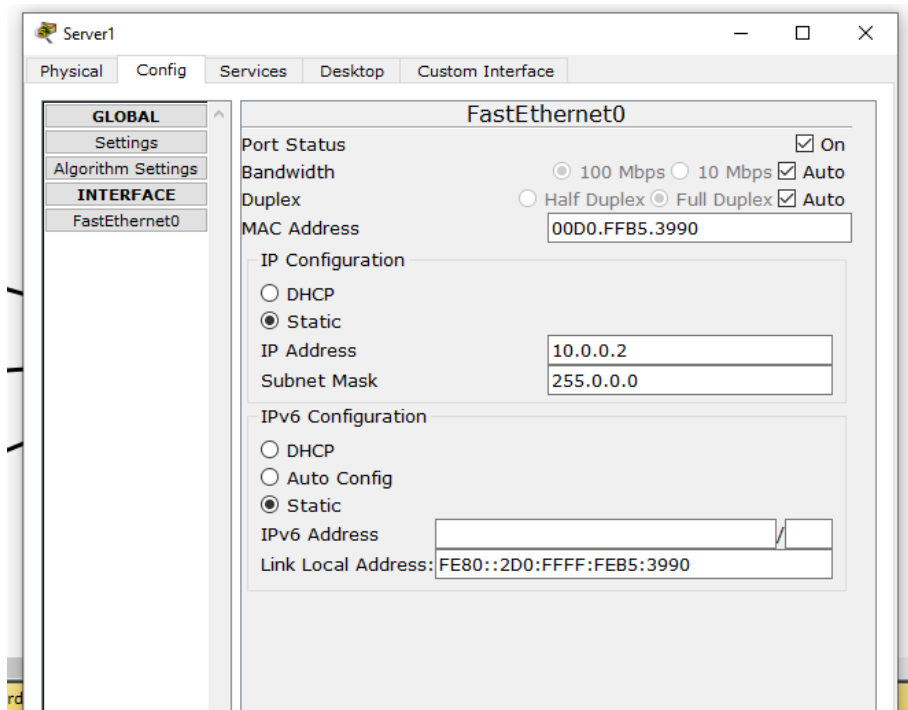 Server1
Physical Config Services Desktop Custom Interface
GLOBAL
Settings
Algorithm Settings
INTERFACE
FastEthernet0
FastEthernet0
Port Status On
Bandwidth 100 Mbps 10 Mbps Auto
Duplex Half Duplex Full Duplex Auto
MAC Address 00D0.FFB5.3990
IP Configuration
DHCP
Static
IP Address 10.0.0.2
Subnet Mask 255.0.0.0
IPv6 Configuration
DHCP
Auto Config
Static
IPv6 Address /
Link Local Address: FE80::2D0:FFFF:FEB5:3990
rd